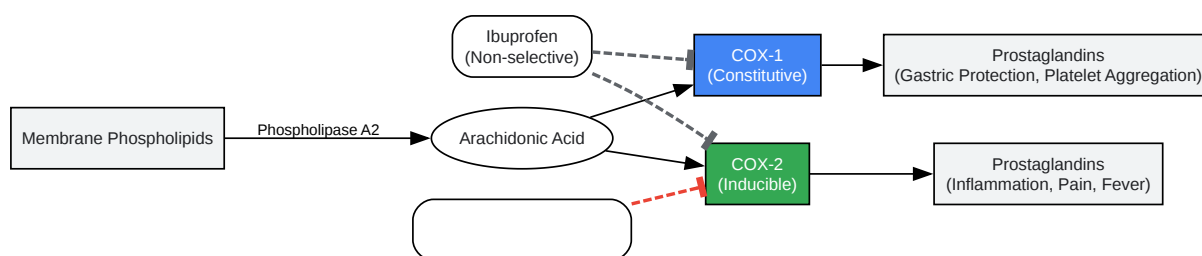 Ibuprofen
(Non-selective)
COX-1
(Constitutive)
Prostaglandins
(Gastric Protection, Platelet Aggregation)
Membrane Phospholipids
Phospholipase A2
Arachidonic Acid
COX-2
(Inducible)
Prostaglandins
(Inflammation, Pain, Fever)